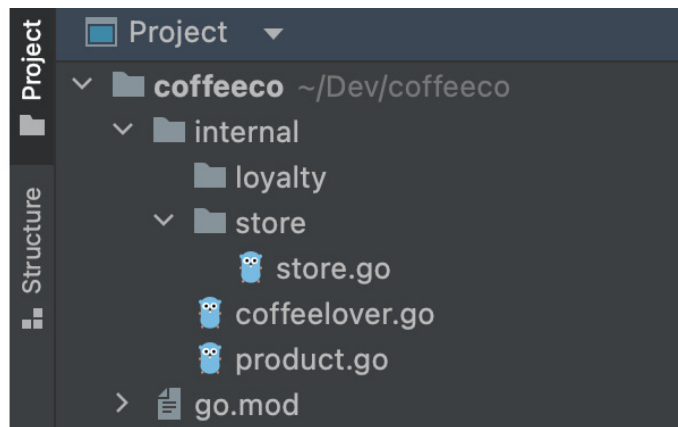 Project
Structure
Project
coffeeco ~/Dev/coffeeco
internal
loyalty
store
store.go
coffeelover.go
product.go
go.mod